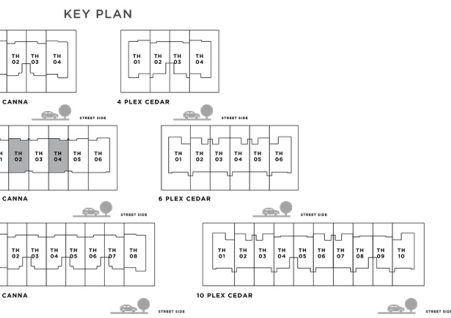 KEY PLAN
TH 02 TH 03 TH 04
TH 01 TH 02 TH 03 TH 04
CANNA
4 PLEX CEDAR
STREET SIDE
STREET SIDE
TH 02 TH 03 TH 04 TH 05 TH 06
TH 01 TH 02 TH 03 TH 04 TH 05 TH 06
CANNA
6 PLEX CEDAR
STREET SIDE
STREET SIDE
TH 02 TH 03 TH 04 TH 05 TH 06 TH 07 TH 08
TH 01 TH 02 TH 03 TH 04 TH 05 TH 06 TH 07 TH 08 TH 09 TH 10
CANNA
10 PLEX CEDAR
STREET SIDE
STREET SIDE